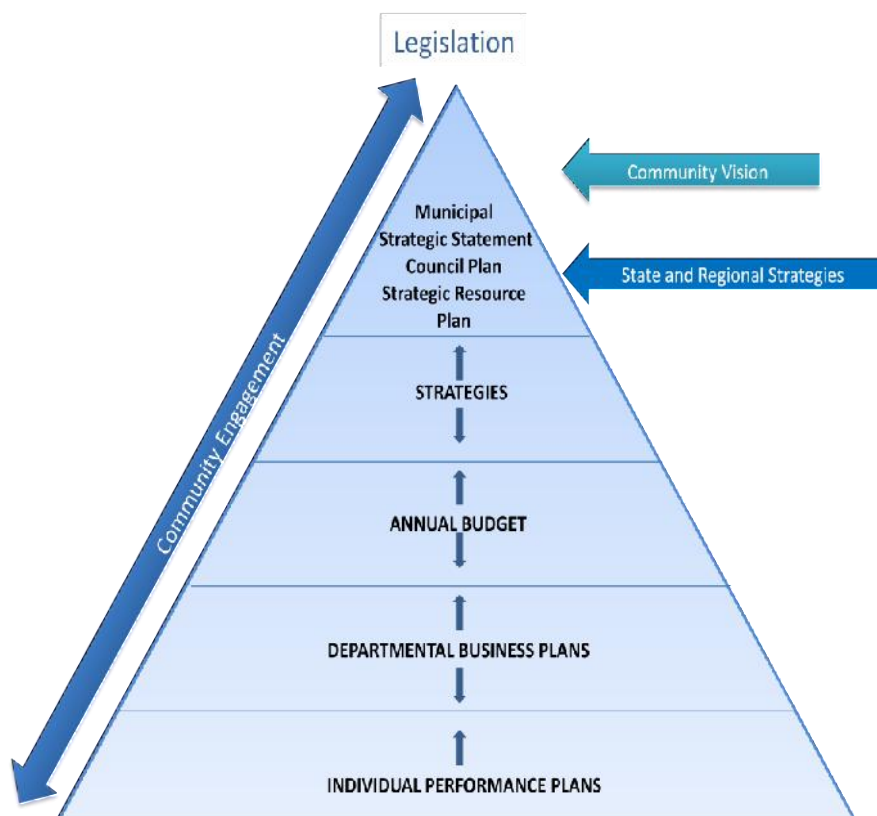 Legislation
Community Vision
Municipal
Strategic Statement
Council Plan
Strategic Resource
Plan
State and Regional Strategies
Community Engagement
STRATEGIES
ANNUAL BUDGET
DEPARTMENTAL BUSINESS PLANS
INDIVIDUAL PERFORMANCE PLANS